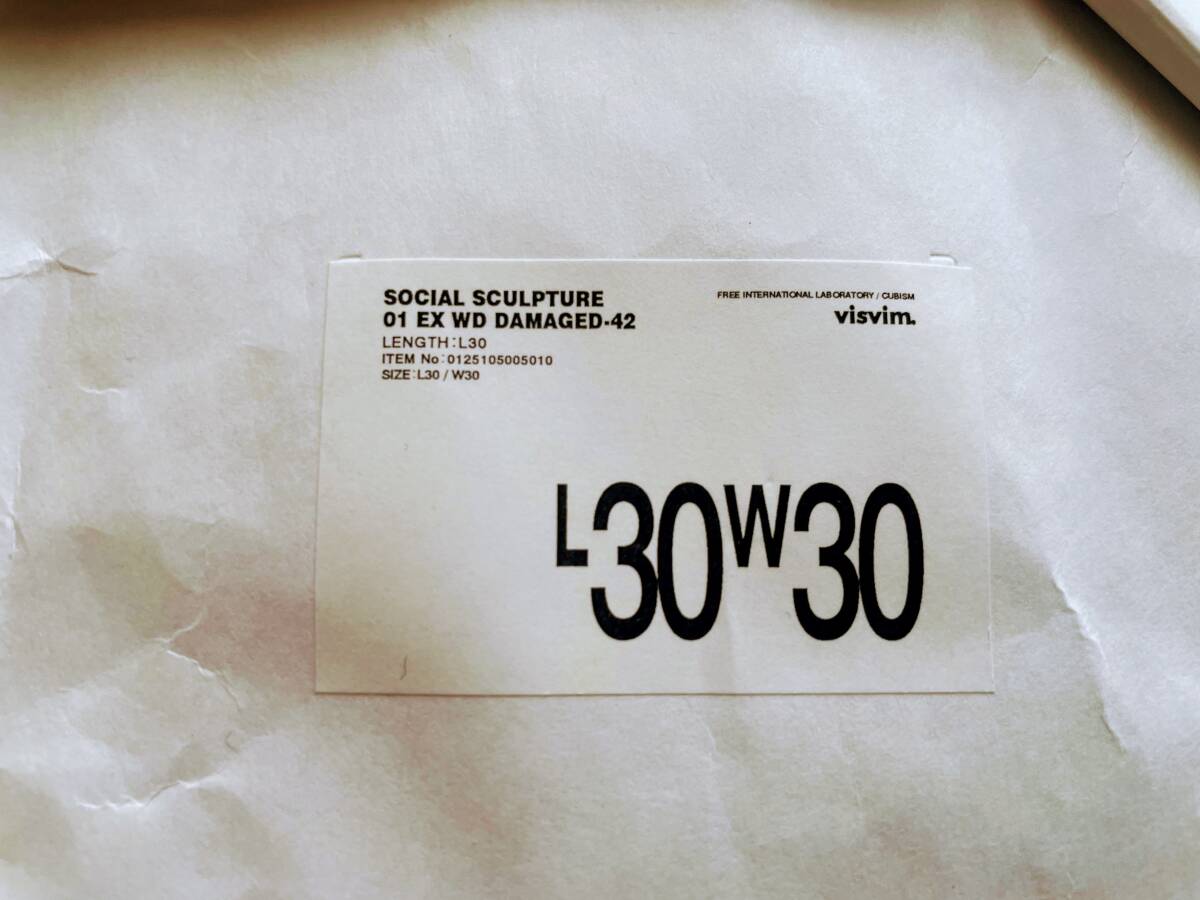 SOCIAL SCULPTURE
01 EX WD DAMAGED-42
LENGTH:L30
ITEM No:0125105005010
SIZE:L30 / W30
FREE INTERNATIONAL LABORATORY / CUBISM
visvim.
L30W30